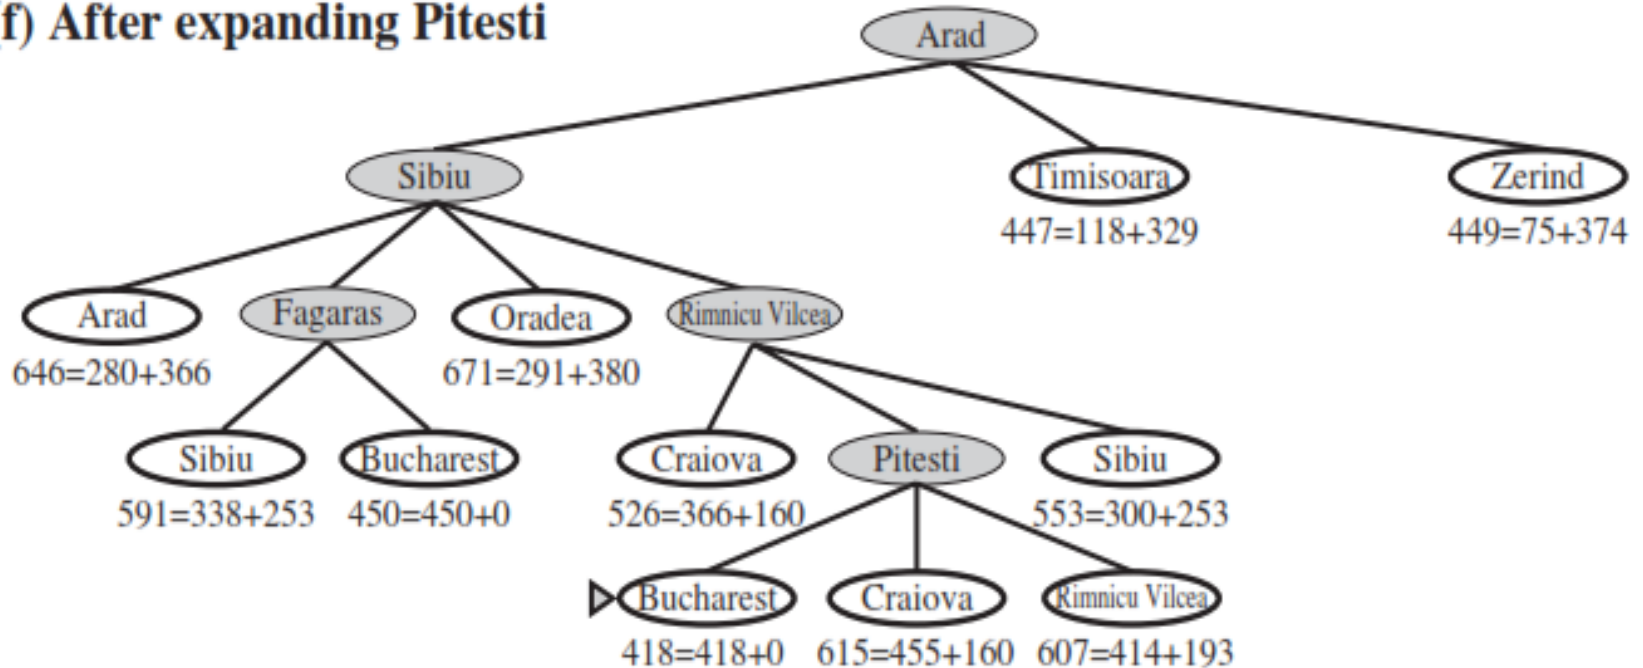 f) After expanding Pitesti
Arad
Sibiu
Timisoara
Zerind
447=118+329
449=75+374
Arad
Fagaras
Oradea
Rimnicu Vilcea
646=280+366
671=291+380
Sibiu
Bucharest
Craiova
Pitesti
Sibiu
591=338+253
450=450+0
526=366+160
553=300+253
Bucharest
Craiova
Rimnicu Vilcea
418=418+0
615=455+160
607=414+193